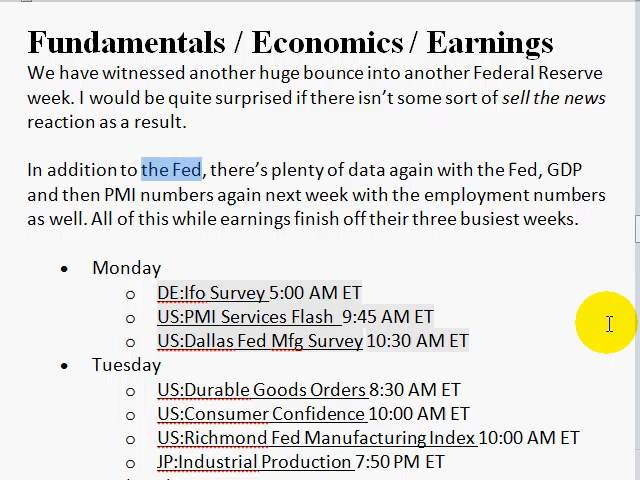 Fundamentals / Economics / Earnings
We have witnessed another huge bounce into another Federal Reserve
week. I would be quite surprised if there isn't some sort of sell the news
reaction as a result.
In addition to the Fed, there's plenty of data again with the Fed, GDP
and then PMI numbers again next week with the employment numbers
as well. All of this while earnings finish off their three busiest weeks.
• Monday
o DE:Ifo Survey 5:00 AM ET
o US:PMI Services Flash 9:45 AM ET
o US:Dallas Fed Mfg Survey 10:30 AM ET
• Tuesday
o US:Durable Goods Orders 8:30 AM ET
o US:Consumer Confidence 10:00 AM ET
o US:Richmond Fed Manufacturing Index 10:00 AM ET
o JP:Industrial Production 7:50 PM ET